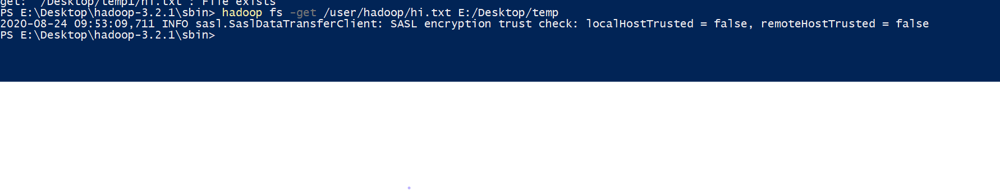 get: `/Desktop/temp1/hi.txt': File exists
PS E:\Desktop\hadoop-3.2.1\sbin> hadoop fs -get /user/hadoop/hi.txt E:/Desktop/temp
2020-08-24 09:53:09,711 INFO sasl.SaslDataTransferClient: SASL encryption trust check: localHostTrusted = false, remoteHostTrusted = false
PS E:\Desktop\hadoop-3.2.1\sbin>